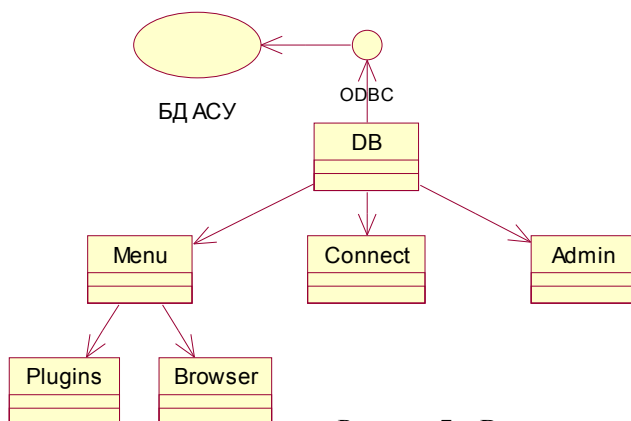 БД АСУ
ODBC
DB
Menu
Connect
Admin
Plugins
Browser